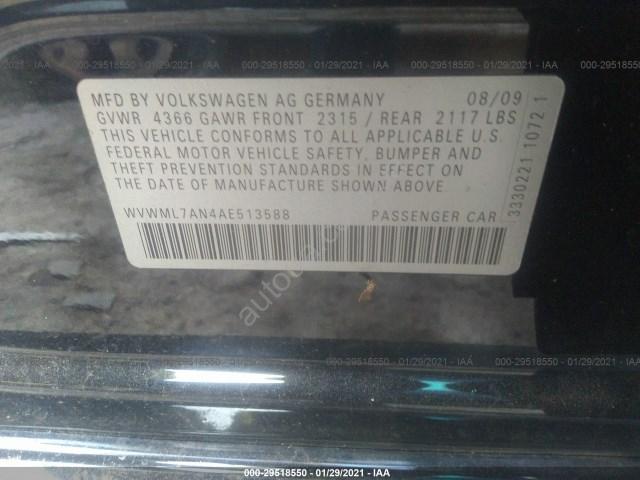 000-29518550 - 01/29/2021 - IAA
000-29518550 - 01/29/2021 - IAA
MFD BY VOLKSWAGEN AG GERMANY 08/09
GVWR 4366 GAWR FRONT 2315 / REAR 2117 LBS
THIS VEHICLE CONFORMS TO ALL APPLICABLE U.S.
FEDERAL MOTOR VEHICLE SAFETY, BUMPER AND
THEFT PREVENTION STANDARDS IN EFFECT ON
THE DATE OF MANUFACTURE SHOWN ABOVE.
WVWML7AN4AE513588 PASSENGER CAR
3330221 1072 1
000-29518550 - 01/29/2021 - IAA
000-29518550 - 01/29/2021 - IAA
000-29518550 - 01/29/2021 - IAA